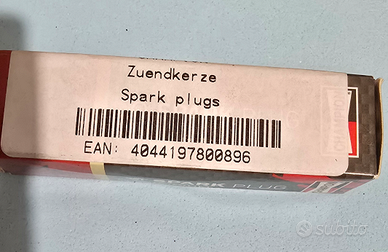 Zuendkerze
Spark plugs
EAN: 4044197800896
SPARK PLUG
subito